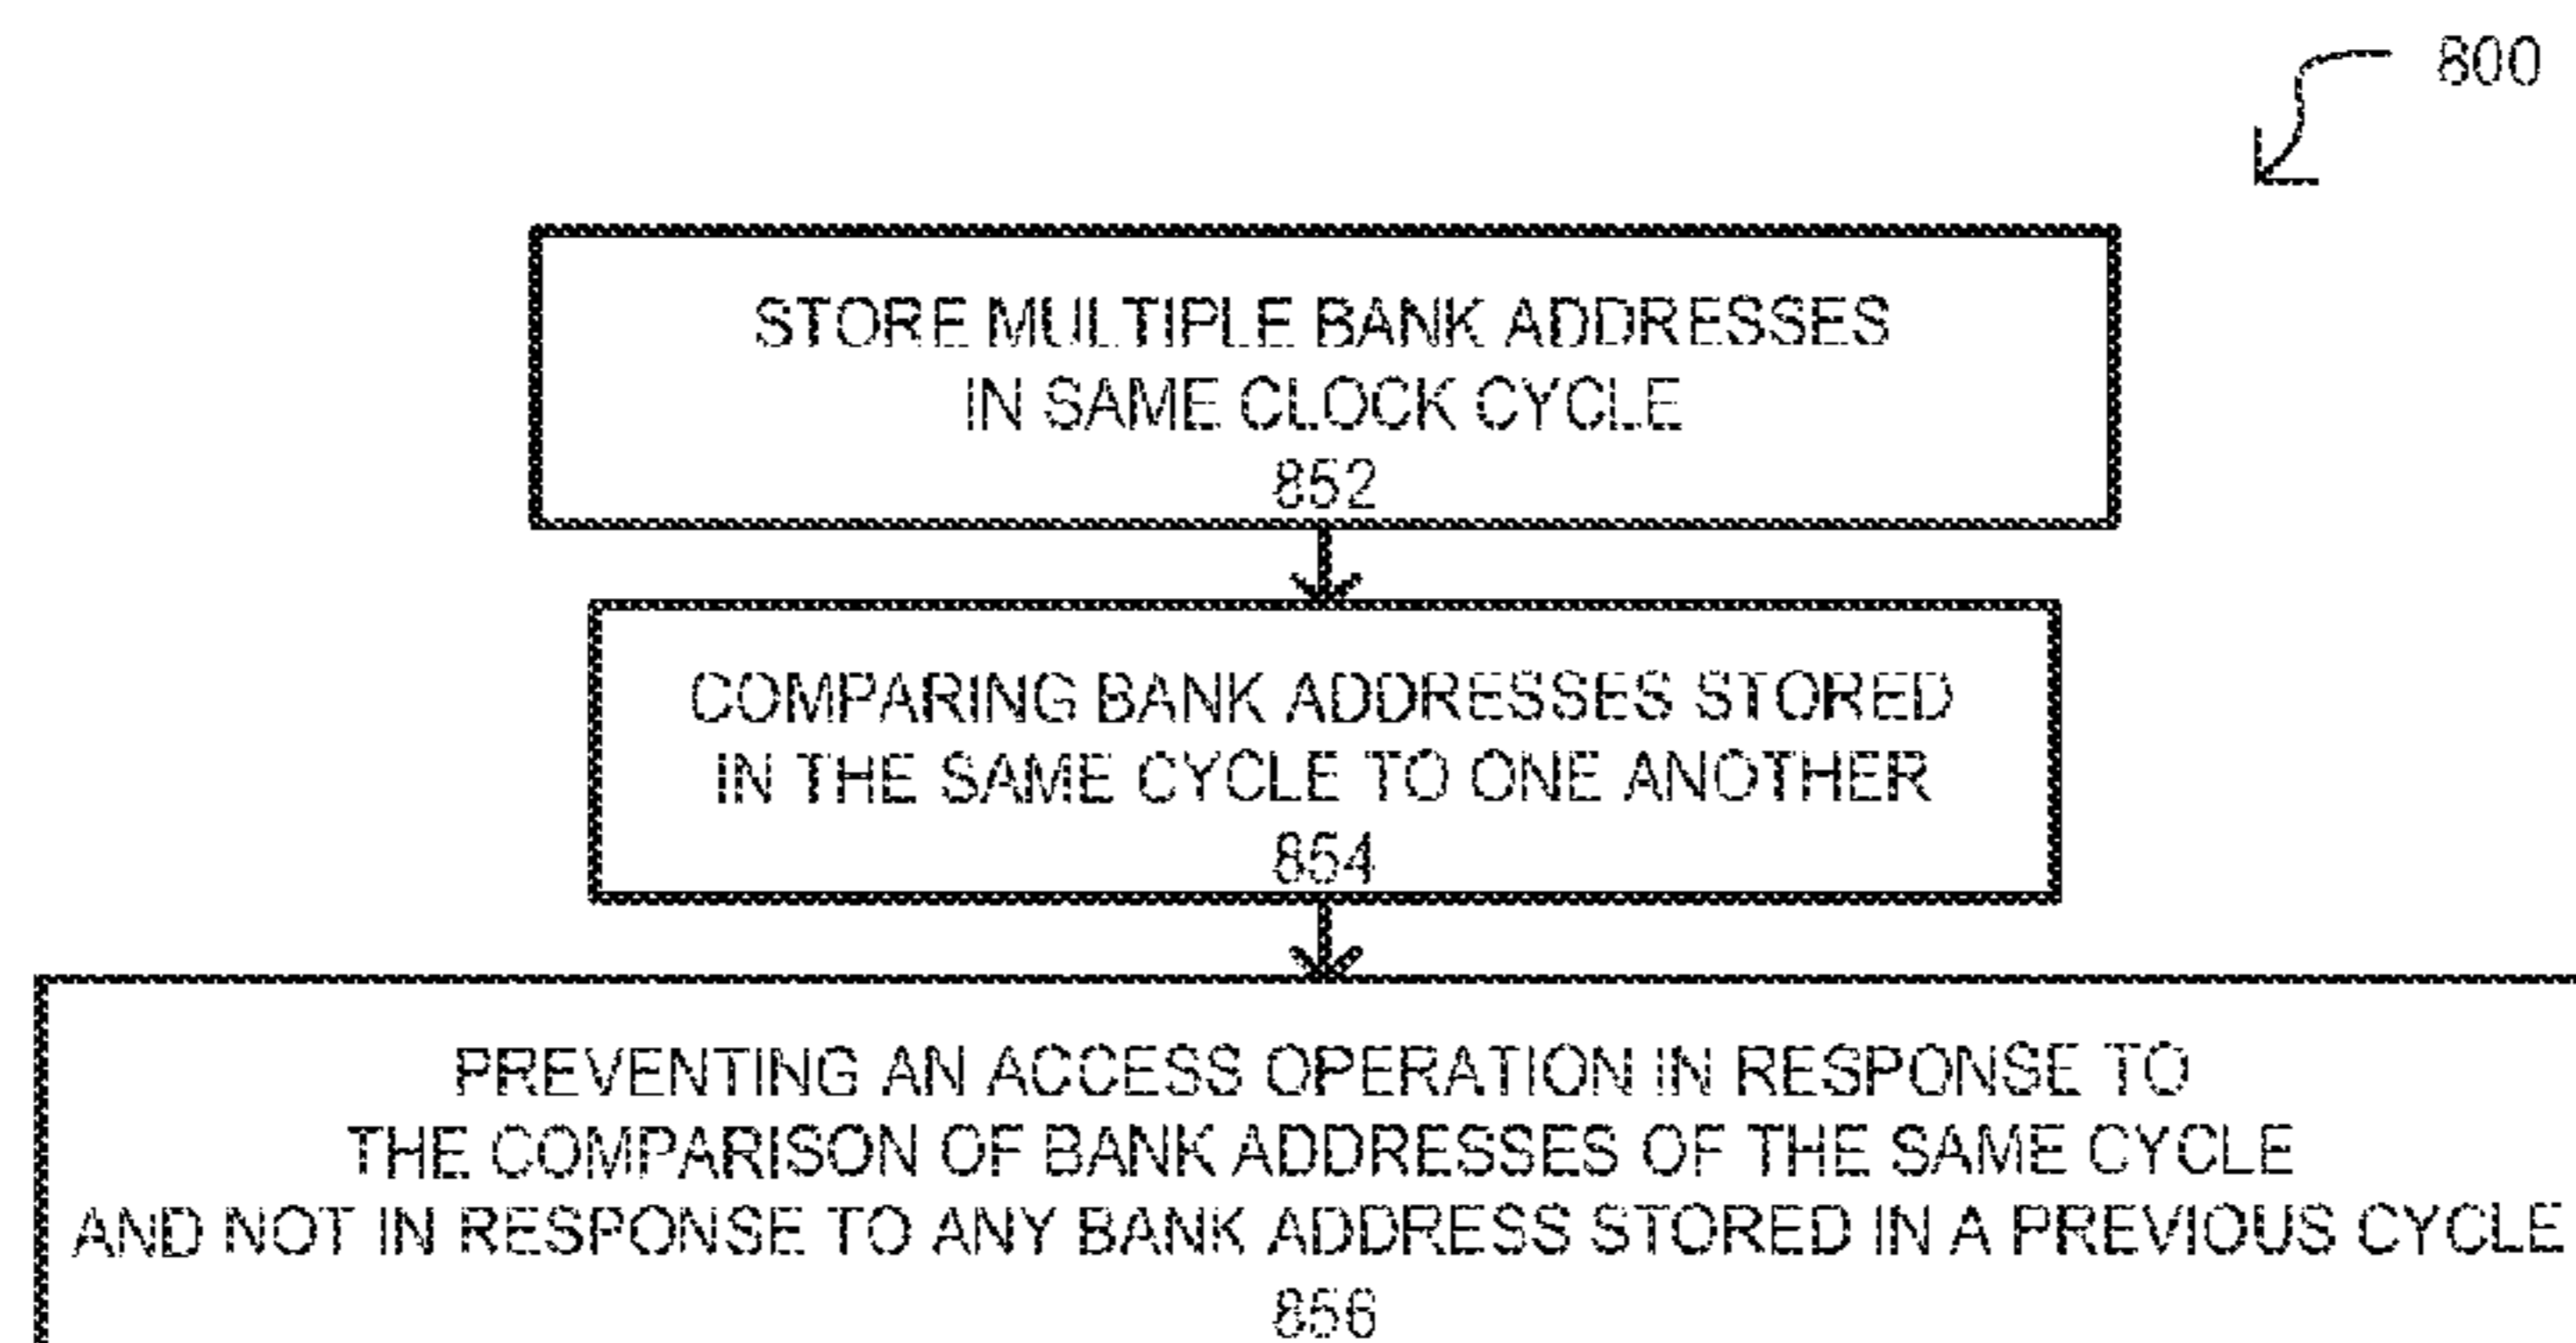 800
STORE MULTIPLE BANK ADDRESSES
IN SAME CLOCK CYCLE
852
COMPARING BANK ADDRESSES STORED
IN THE SAME CYCLE TO ONE ANOTHER
854
PREVENTING AN ACCESS OPERATION IN RESPONSE TO
THE COMPARISON OF BANK ADDRESSES OF THE SAME CYCLE
AND NOT IN RESPONSE TO ANY BANK ADDRESS STORED IN A PREVIOUS CYCLE
856